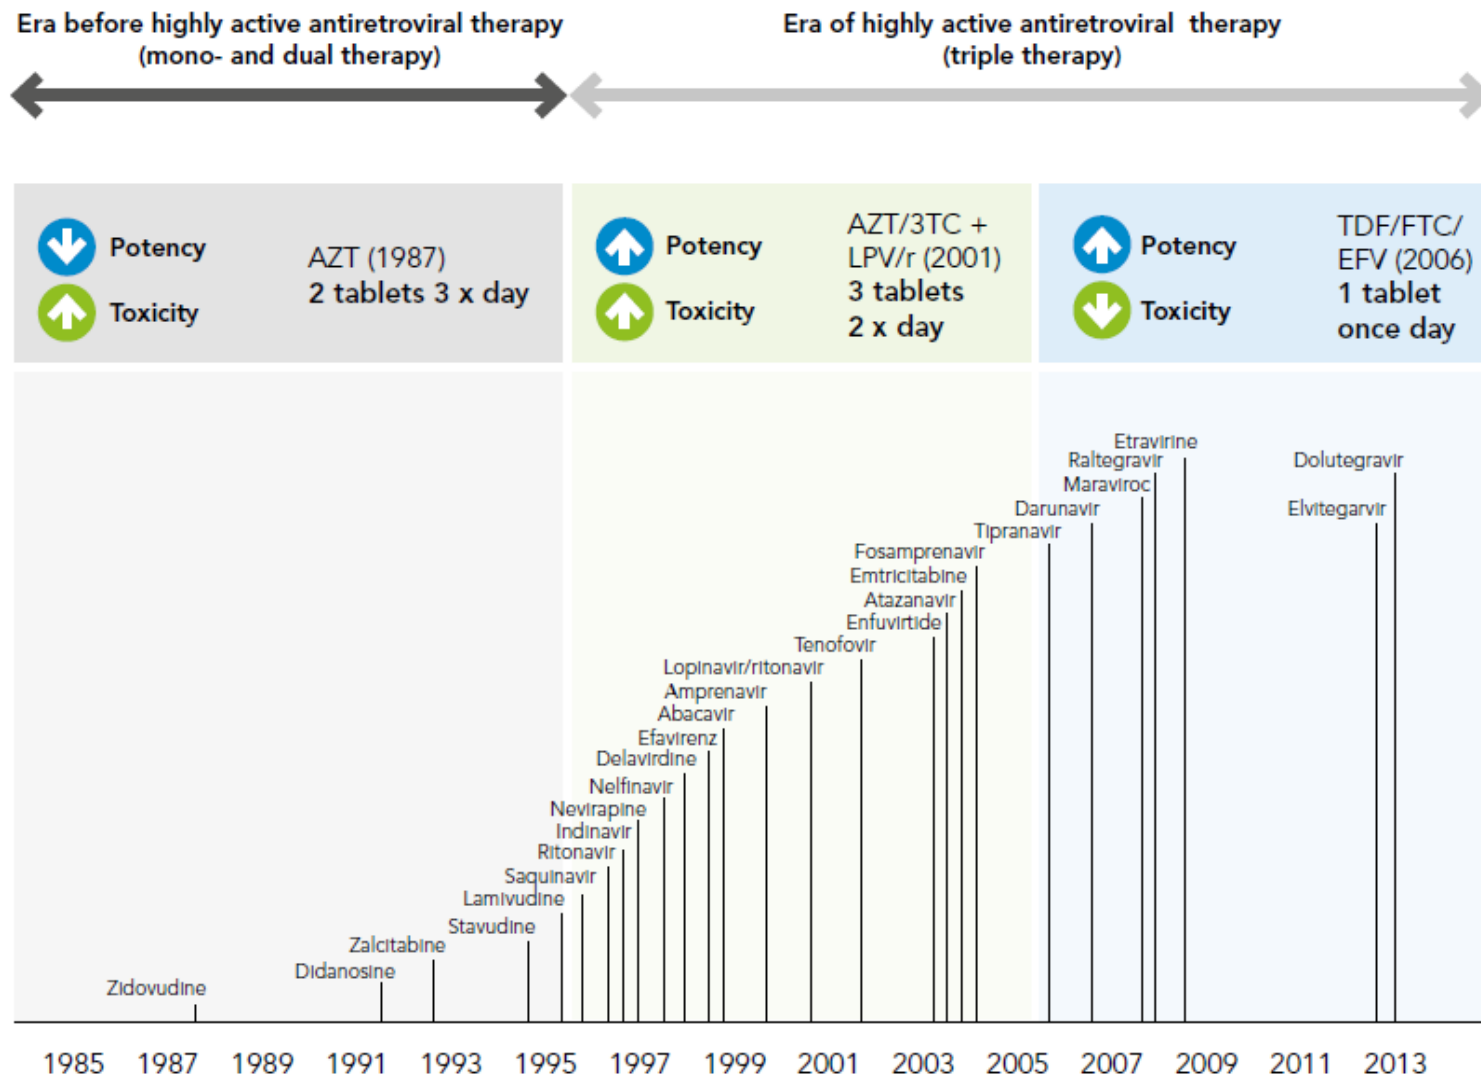 Era before highly active antiretroviral therapy
(mono- and dual therapy)
Era of highly active antiretroviral therapy
(triple therapy)
Potency
Toxicity
AZT (1987)
2 tablets 3 x day
Potency
Toxicity
AZT/3TC +
LPV/r (2001)
3 tablets
2 x day
Potency
Toxicity
TDF/FTC/
EFV (2006)
1 tablet
once day
Etravirine
Raltegravir
Dolutegravir
Maraviroc
Darunavir
Elvitegarvir
Tipranavir
Fosamprenavir
Emtricitabine
Atazanavir
Enfuvirtide
Tenofovir
Lopinavir/ritonavir
Amprenavir
Abacavir
Efavirenz
Delavirdine
Nelfinavir
Nevirapine
Indinavir
Ritonavir
Saquinavir
Lamivudine
Stavudine
Zalcitabine
Didanosine
Zidovudine
1985 1987 1989 1991 1993 1995 1997 1999 2001 2003 2005 2007 2009 2011 2013